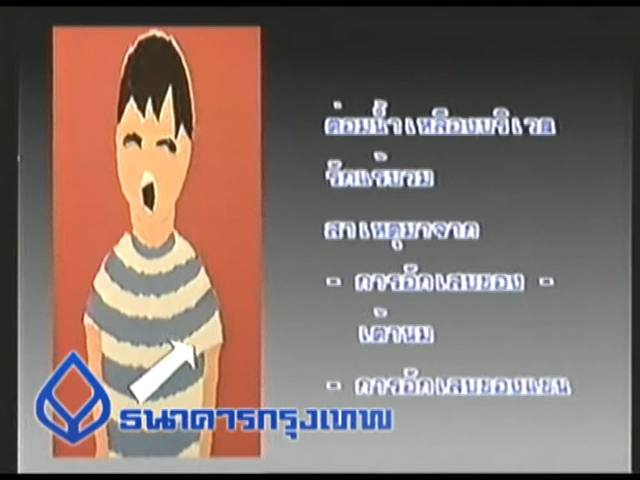 ต่อมน้ำเหลืองบริเวณ
รักแร้บวม
สาเหตุมาจาก
- การอักเสบของ -
เต้านม
- การอักเสบของแขน
ธนาคารกรุงเทพ